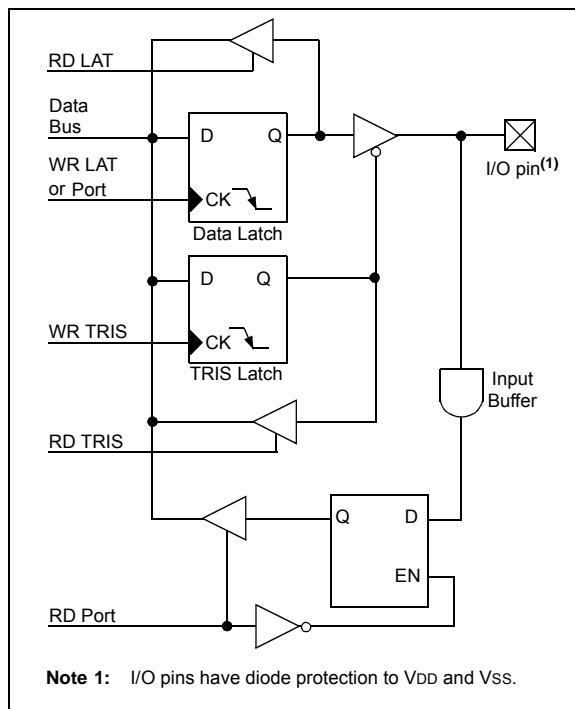 RD LAT
Data
Bus
WR LAT
or Port
D Q
CK
Data Latch
I/O pin(1)
D Q
WR TRIS
CK
TRIS Latch
Input
Buffer
RD TRIS
Q D
EN
RD Port
Note 1: I/O pins have diode protection to VDD and VSS.